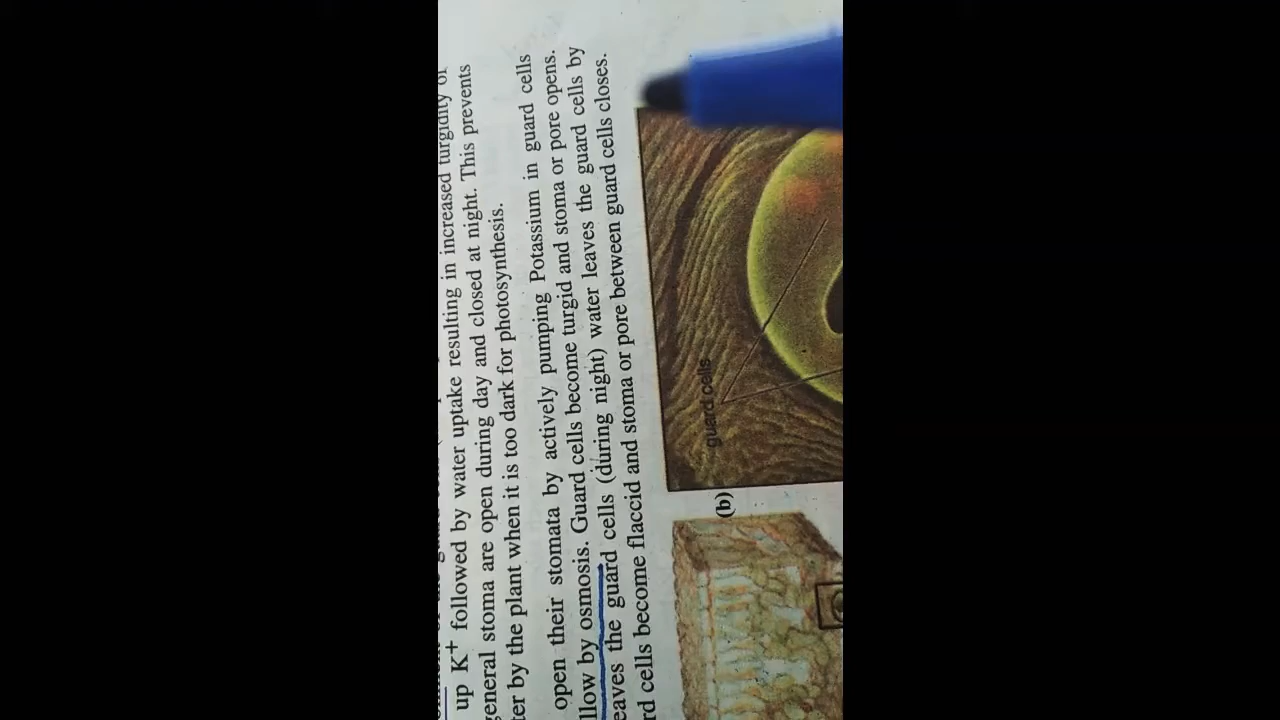 up K+ followed by water uptake resulting in increased turgidity of
general stoma are open during day and closed at night. This prevents
ter by the plant when it is too dark for photosynthesis.
open their stomata by actively pumping Potassium in guard cells
llow by osmosis. Guard cells become turgid and stoma or pore opens.
eaves the guard cells (during night) water leaves the guard cells by
rd cells become flaccid and stoma or pore between guard cells closes.
guard cells
(b)